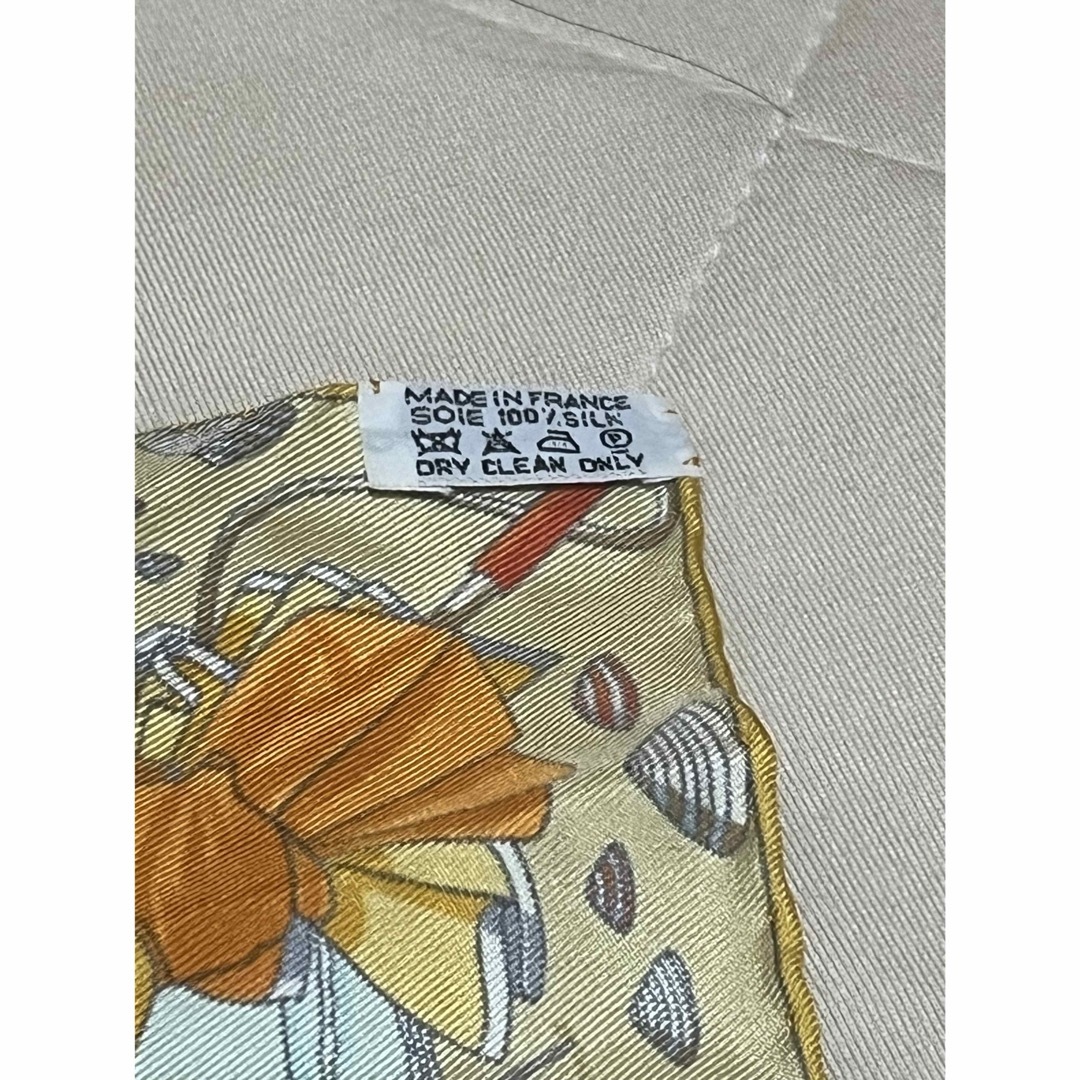 MADE IN FRANCE
SOIE 100% SILK
DRY CLEAN ONLY